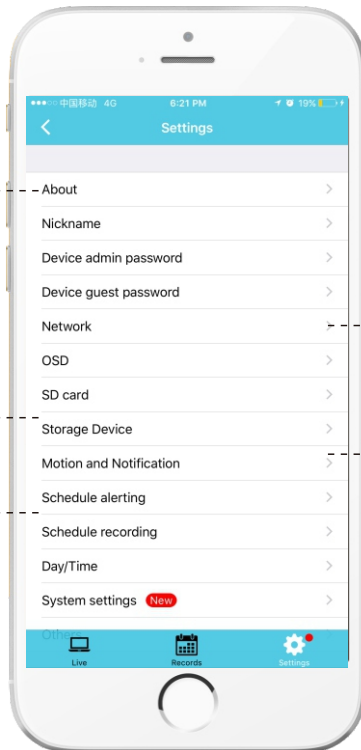 中国移动 4G 6:21 PM 19%
Settings
About
Nickname
Device admin password
Device guest password
Network
OSD
SD card
Storage Device
Motion and Notification
Schedule alerting
Schedule recording
Day/Time
System settings New
Others
Live Records Settings